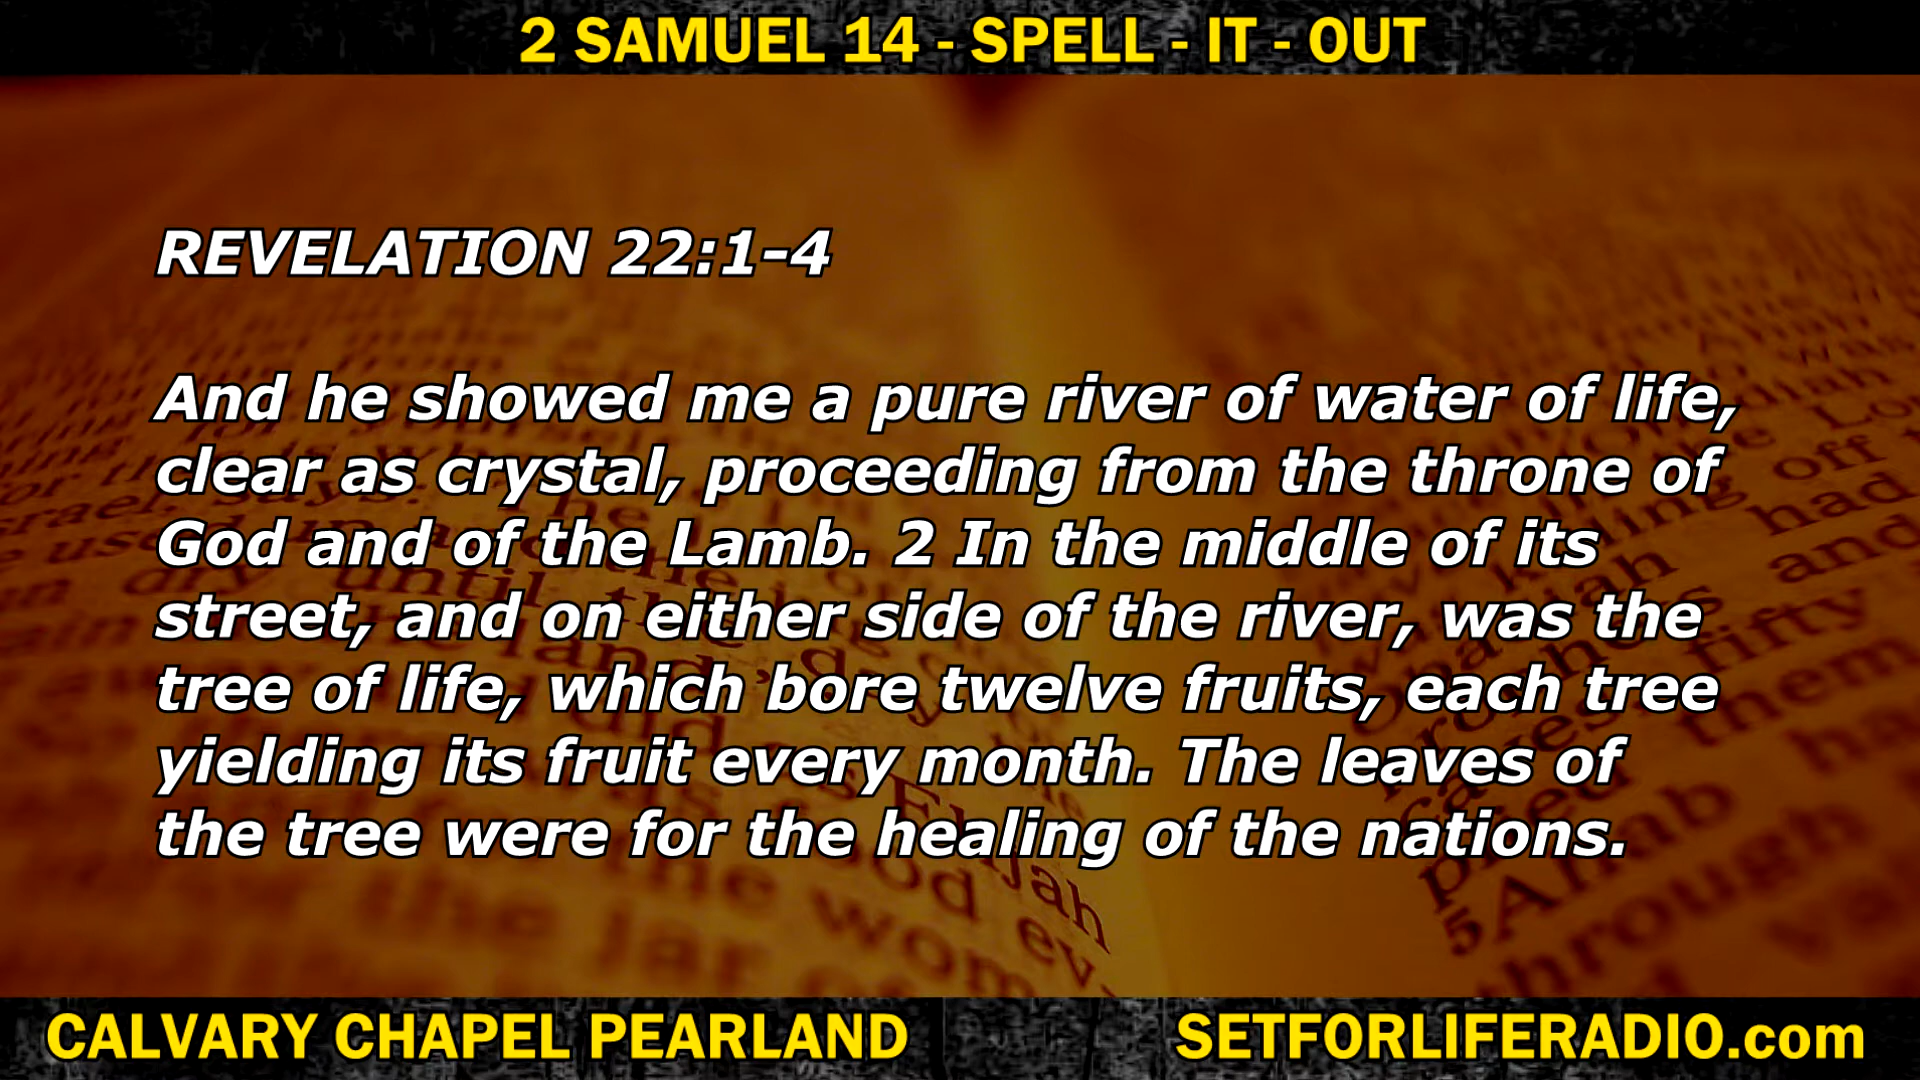 2 SAMUEL 14 - SPELL - IT - OUT
REVELATION 22:1-4
And he showed me a pure river of water of life,
clear as crystal, proceeding from the throne of
God and of the Lamb. 2 In the middle of its
street, and on either side of the river, was the
tree of life, which bore twelve fruits, each tree
yielding its fruit every month. The leaves of
the tree were for the healing of the nations.
CALVARY CHAPEL PEARLAND
SETFORLIFERADIO.com